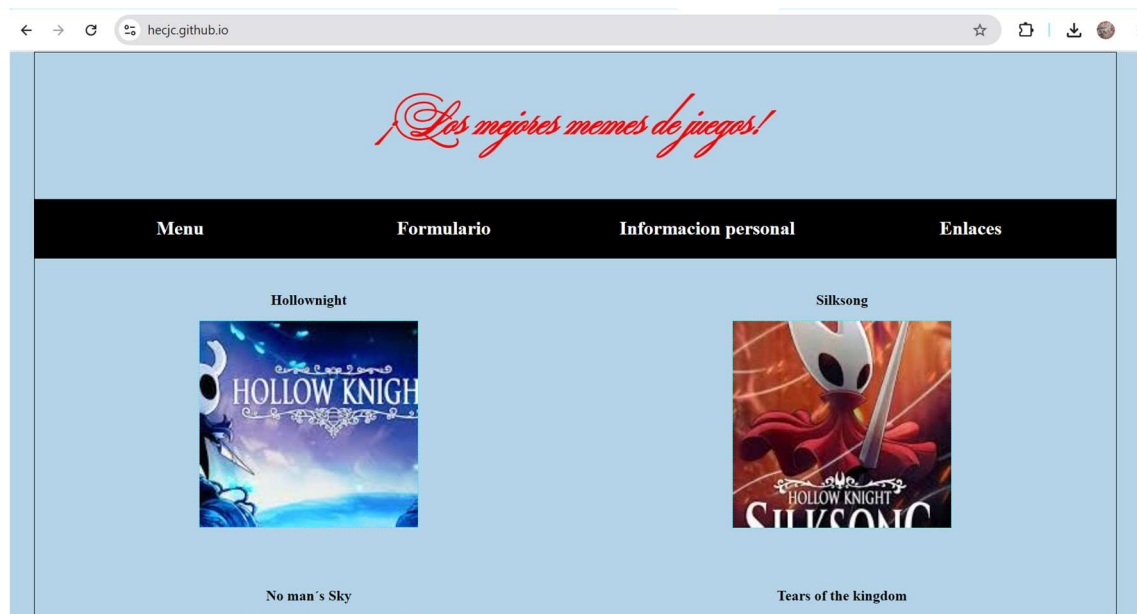 hecjc.github.io
¡Los mejores memes de juegos!
Menu Formulario Informacion personal Enlaces
Hollownight Silksong
HOLLOW KNIGH
HOLLOW KNIGHT
SILKSONG
No man´s Sky Tears of the kingdom